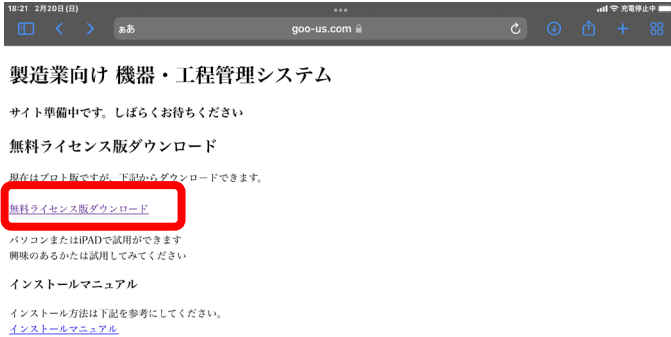 18:21 2月20日(日)
充電停止中
ああ
goo-us.com
製造業向け 機器・工程管理システム
サイト準備中です。しばらくお待ちください
無料ライセンス版ダウンロード
現在はプロト版ですが、下記からダウンロードできます。
無料ライセンス版ダウンロード
パソコンまたはiPADで試用ができます
興味のあるかたは試用してみてください
インストールマニュアル
インストール方法は下記を参考にしてください。
インストールマニュアル